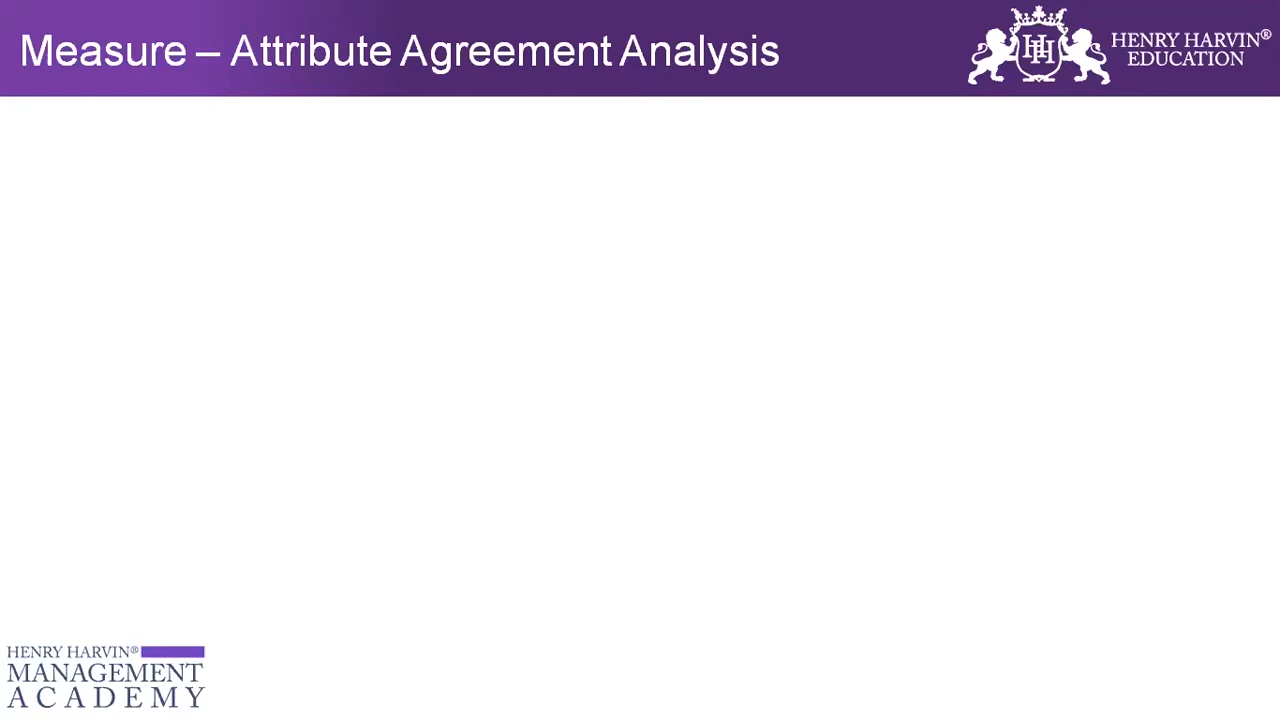 Measure – Attribute Agreement Analysis
HENRY HARVIN®
EDUCATION
HENRY HARVIN®
MANAGEMENT
ACADEMY